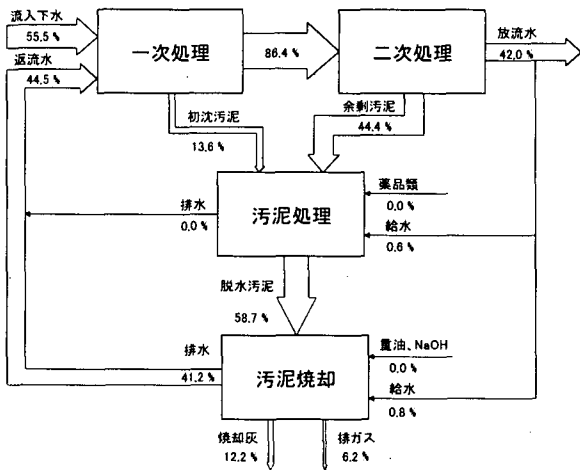 流入下水
55.5 %
返流水
44.5 %
一次処理
86.4 %
二次処理
放流水
42.0 %
初沈汚泥
13.6 %
余剰汚泥
44.4 %
汚泥処理
薬品類
0.0 %
給水
0.6 %
排水
0.0 %
脱水汚泥
58.7 %
汚泥焼却
重油、NaOH
0.0 %
給水
0.8 %
排水
41.2 %
焼却灰
12.2 %
排ガス
6.2 %